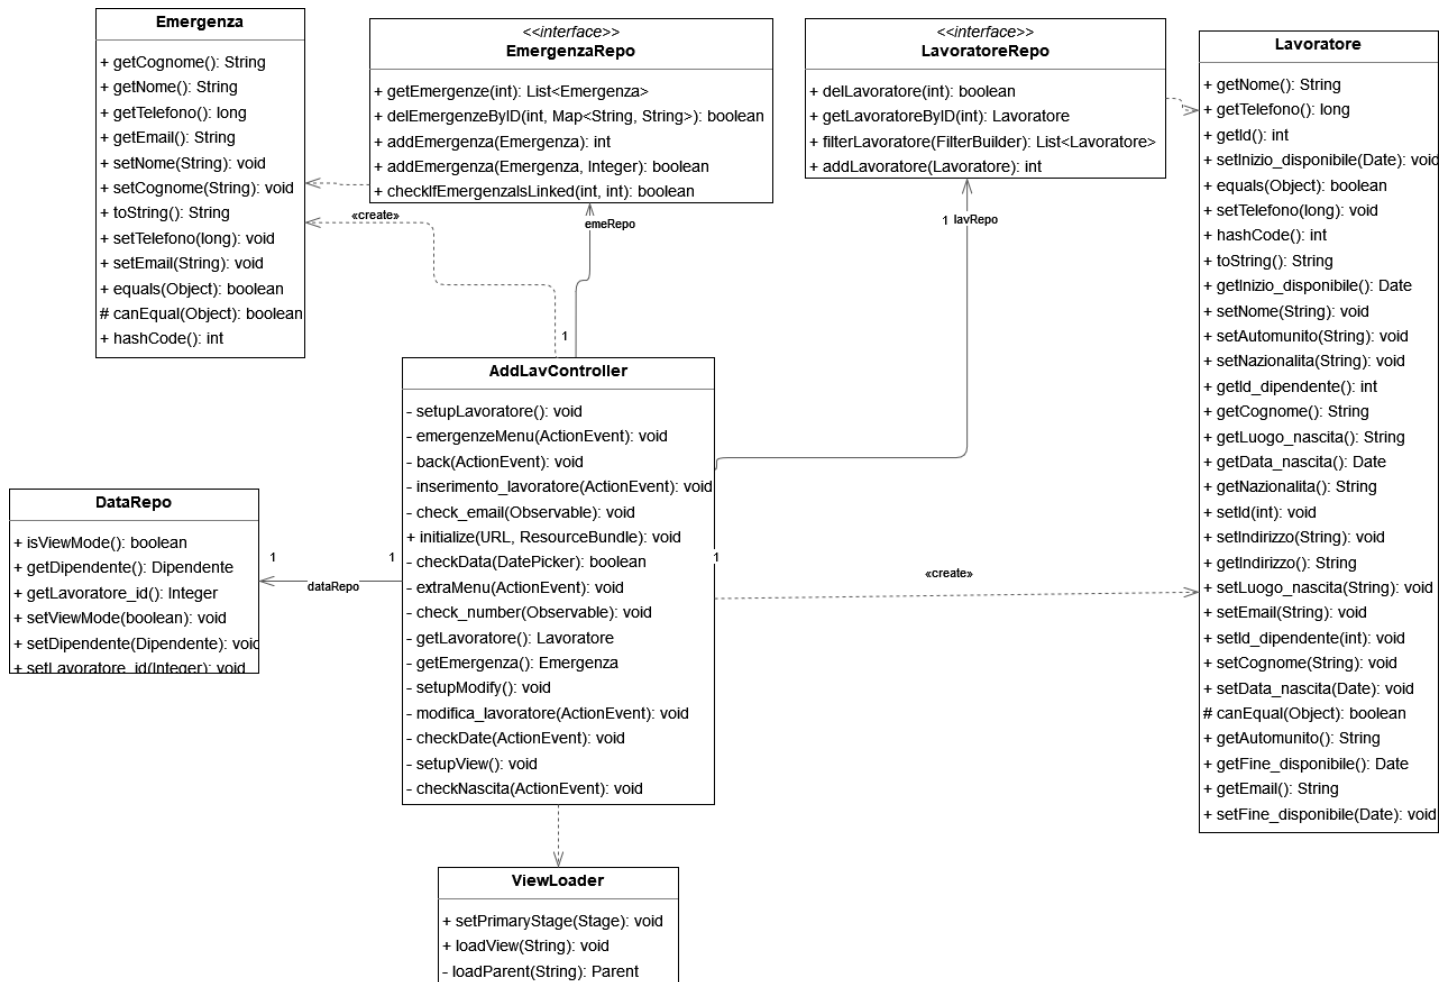 Emergenza
+ getCognome(): String
+ getNome(): String
+ getTelefono(): long
+ getEmail(): String
+ setNome(String): void
+ setCognome(String): void
+ toString(): String
+ setTelefono(long): void
+ setEmail(String): void
+ equals(Object): boolean
# canEqual(Object): boolean
+ hashCode(): int
<<interface>>
EmergenzaRepo
+ getEmergenze(int): List<Emergenza>
+ delEmergenzeByID(int, Map<String, String>): boolean
+ addEmergenza(Emergenza): int
+ addEmergenza(Emergenza, Integer): boolean
+ checkIfEmergenzaIsLinked(int, int): boolean
<<interface>>
LavoratoreRepo
+ delLavoratore(int): boolean
+ getLavoratoreByID(int): Lavoratore
+ filterLavoratore(FilterBuilder): List<Lavoratore>
+ addLavoratore(Lavoratore): int
Lavoratore
+ getNome(): String
+ getTelefono(): long
+ getId(): int
+ setInizio_disponibile(Date): void
+ equals(Object): boolean
+ setTelefono(long): void
+ hashCode(): int
+ toString(): String
+ getInizio_disponibile(): Date
+ setNome(String): void
+ setAutomunito(String): void
+ setNazionalita(String): void
+ getId_dipendente(): int
+ getCognome(): String
+ getLuogo_nascita(): String
+ getData_nascita(): Date
+ getNazionalita(): String
+ setId(int): void
+ setIndirizzo(String): void
+ getIndirizzo(): String
+ setLuogo_nascita(String): void
+ setEmail(String): void
+ setId_dipendente(int): void
+ setCognome(String): void
+ setData_nascita(Date): void
# canEqual(Object): boolean
+ getAutomunito(): String
+ getFine_disponibile(): Date
+ getEmail(): String
+ setFine_disponibile(Date): void
«create»
emeRepo
1
1 lavRepo
AddLavController
- setupLavoratore(): void
- emergenzeMenu(ActionEvent): void
- back(ActionEvent): void
- inserimento_lavoratore(ActionEvent): void
- check_email(Observable): void
+ initialize(URL, ResourceBundle): void
- checkData(DatePicker): boolean
- extraMenu(ActionEvent): void
- check_number(Observable): void
- getLavoratore(): Lavoratore
- getEmergenza(): Emergenza
- setupModify(): void
- modifica_lavoratore(ActionEvent): void
- checkDate(ActionEvent): void
- setupView(): void
- checkNascita(ActionEvent): void
1
«create»
DataRepo
+ isViewMode(): boolean
+ getDipendente(): Dipendente
+ getLavoratore_id(): Integer
+ setViewMode(boolean): void
+ setDipendente(Dipendente): void
+ setLavoratore_id(Integer): void
1
1
dataRepo
ViewLoader
+ setPrimaryStage(Stage): void
+ loadView(String): void
- loadParent(String): Parent